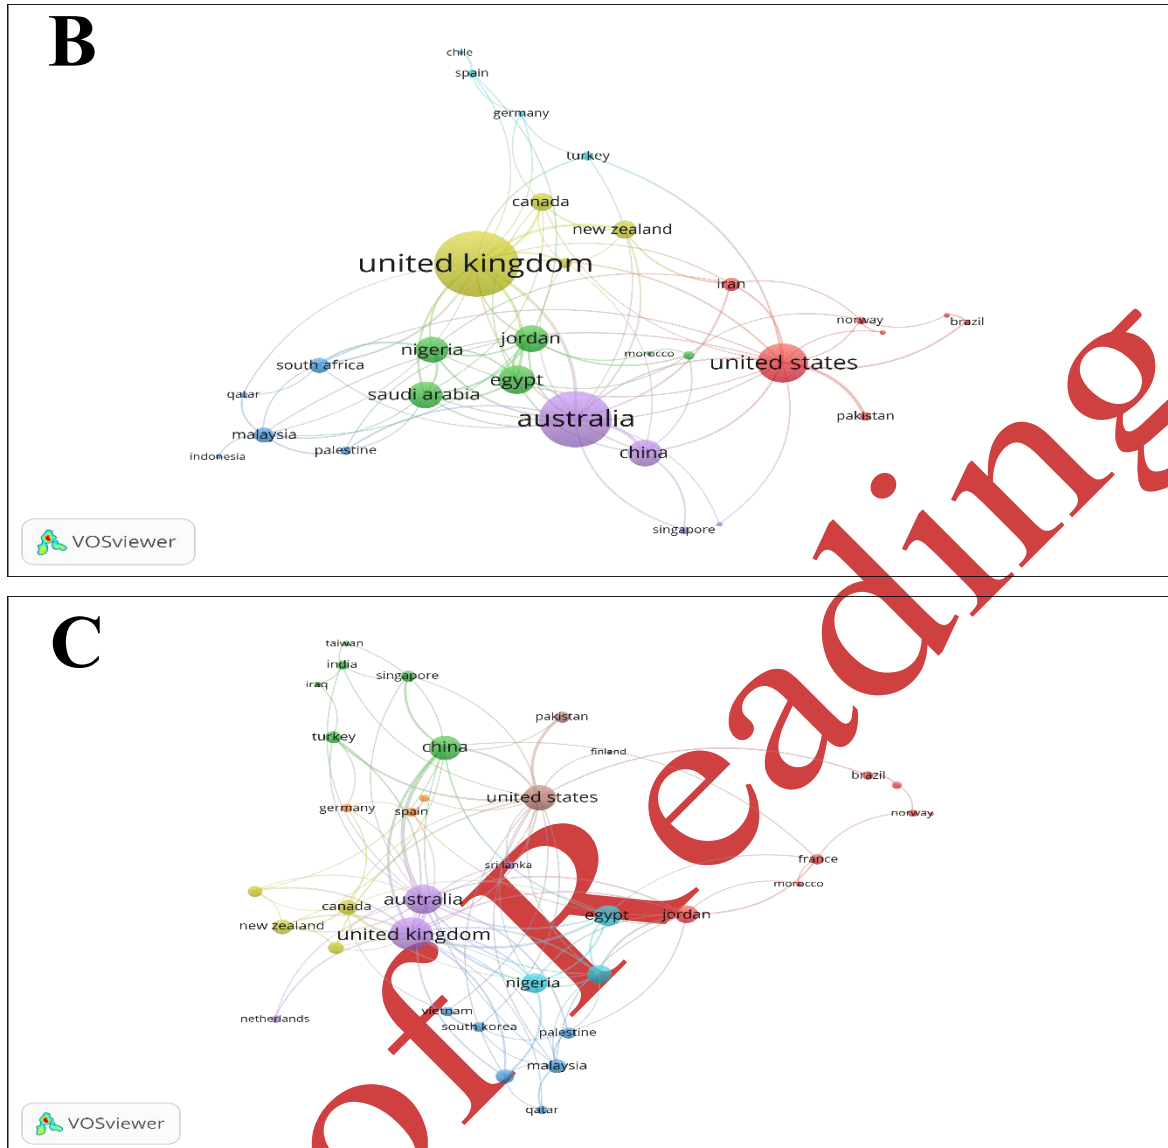 B
chile
spain
germany
turkey
canada
new zealand
united kingdom
iran
norway
brazil
jordan
nigeria
morocco
united states
south africa
egypt
qatar
saudi arabia
australia
pakistan
malaysia
palestine
china
indonesia
singapore
VOSviewer
C
taiwan
india
singapore
iraq
pakistan
turkey
china
finland
brazil
united states
germany
spain
norway
sri lanka
france
morocco
australia
canada
egypt
jordan
new zealand
united kingdom
nigeria
vietnam
netherlands
south korea
palestine
malaysia
qatar
VOSviewer
of Reading